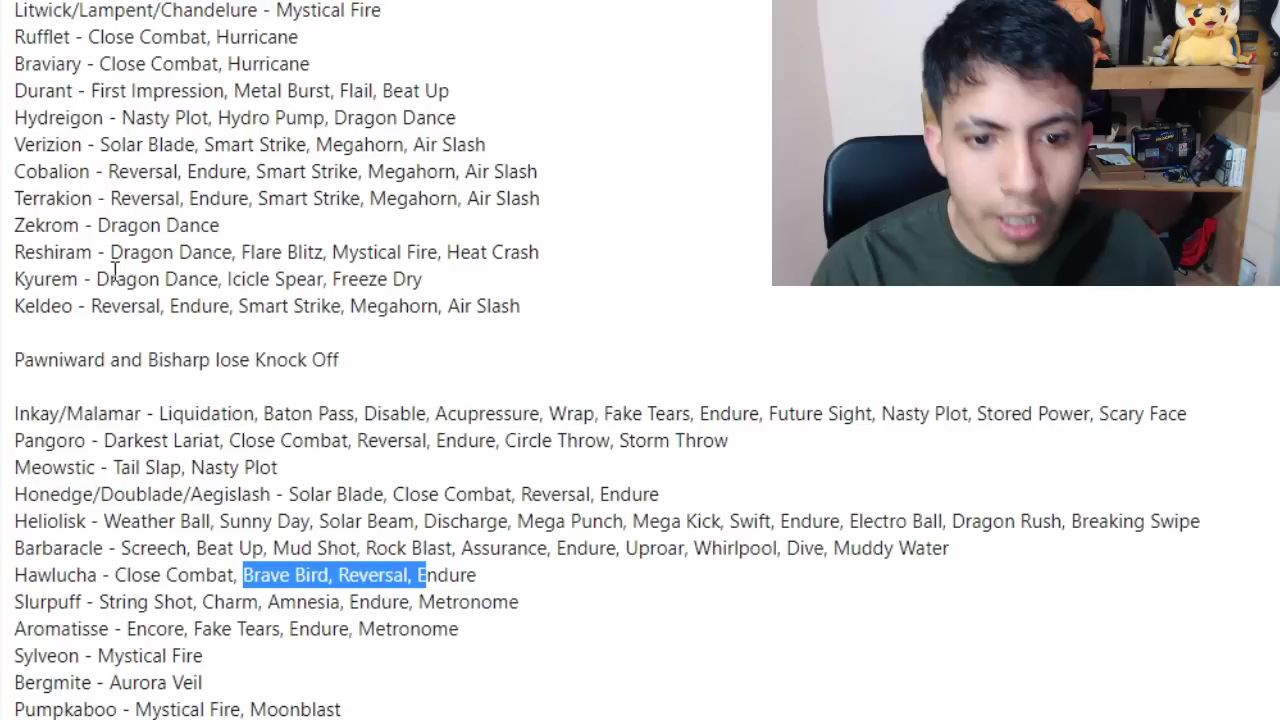 Litwick/Lampent/Chandelure - Mystical Fire
Rufflet - Close Combat, Hurricane
Braviary - Close Combat, Hurricane
Durant - First Impression, Metal Burst, Flail, Beat Up
Hydreigon - Nasty Plot, Hydro Pump, Dragon Dance
Verizion - Solar Blade, Smart Strike, Megahorn, Air Slash
Cobalion - Reversal, Endure, Smart Strike, Megahorn, Air Slash
Terrakion - Reversal, Endure, Smart Strike, Megahorn, Air Slash
Zekrom - Dragon Dance
Reshiram - Dragon Dance, Flare Blitz, Mystical Fire, Heat Crash
Kyurem - Dragon Dance, Icicle Spear, Freeze Dry
Keldeo - Reversal, Endure, Smart Strike, Megahorn, Air Slash
Pawniward and Bisharp lose Knock Off
Inkay/Malamar - Liquidation, Baton Pass, Disable, Acupressure, Wrap, Fake Tears, Endure, Future Sight, Nasty Plot, Stored Power, Scary Face
Pangoro - Darkest Lariat, Close Combat, Reversal, Endure, Circle Throw, Storm Throw
Meowstic - Tail Slap, Nasty Plot
Honedge/Doublade/Aegislash - Solar Blade, Close Combat, Reversal, Endure
Heliolisk - Weather Ball, Sunny Day, Solar Beam, Discharge, Mega Punch, Mega Kick, Swift, Endure, Electro Ball, Dragon Rush, Breaking Swipe
Barbaracle - Screech, Beat Up, Mud Shot, Rock Blast, Assurance, Endure, Uproar, Whirlpool, Dive, Muddy Water
Hawlucha - Close Combat, Brave Bird, Reversal, Endure
Slurpuff - String Shot, Charm, Amnesia, Endure, Metronome
Aromatisse - Encore, Fake Tears, Endure, Metronome
Sylveon - Mystical Fire
Bergmite - Aurora Veil
Pumpkaboo - Mystical Fire, Moonblast